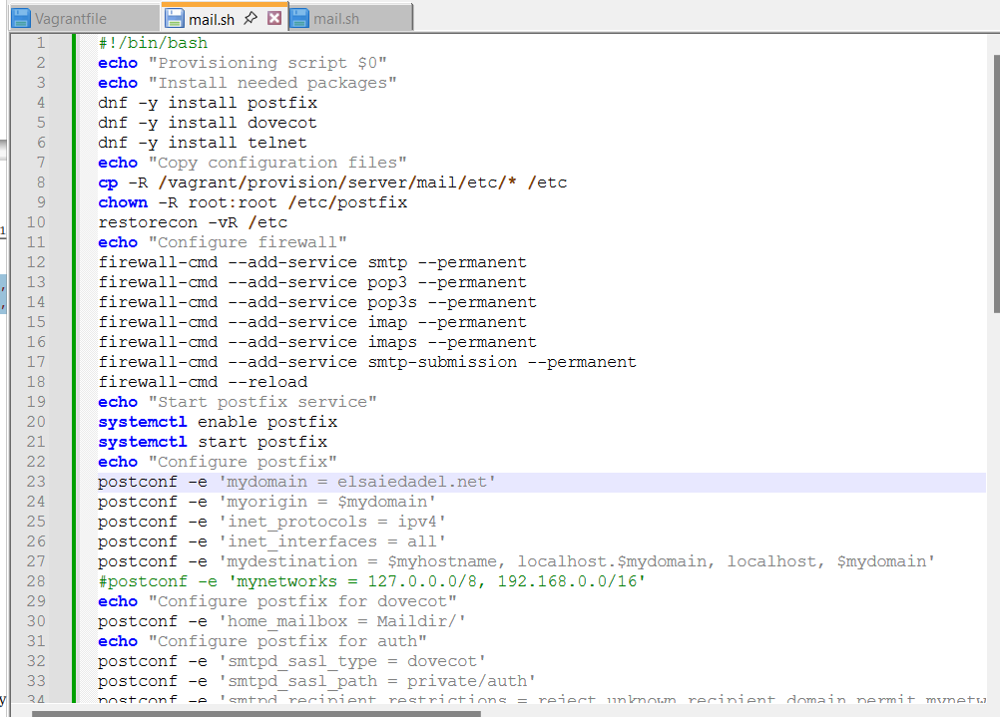 Vagrantfile mail.sh mail.sh
1 #!/bin/bash
2 echo "Provisioning script $0"
3 echo "Install needed packages"
4 dnf -y install postfix
5 dnf -y install dovecot
6 dnf -y install telnet
7 echo "Copy configuration files"
8 cp -R /vagrant/provision/server/mail/etc/* /etc
9 chown -R root:root /etc/postfix
10 restorecon -vR /etc
11 echo "Configure firewall"
12 firewall-cmd --add-service smtp --permanent
13 firewall-cmd --add-service pop3 --permanent
14 firewall-cmd --add-service pop3s --permanent
15 firewall-cmd --add-service imap --permanent
16 firewall-cmd --add-service imaps --permanent
17 firewall-cmd --add-service smtp-submission --permanent
18 firewall-cmd --reload
19 echo "Start postfix service"
20 systemctl enable postfix
21 systemctl start postfix
22 echo "Configure postfix"
23 postconf -e 'mydomain = elsaiedadel.net'
24 postconf -e 'myorigin = $mydomain'
25 postconf -e 'inet_protocols = ipv4'
26 postconf -e 'inet_interfaces = all'
27 postconf -e 'mydestination = $myhostname, localhost.$mydomain, localhost, $mydomain'
28 #postconf -e 'mynetworks = 127.0.0.0/8, 192.168.0.0/16'
29 echo "Configure postfix for dovecot"
30 postconf -e 'home_mailbox = Maildir/'
31 echo "Configure postfix for auth"
32 postconf -e 'smtpd_sasl_type = dovecot'
33 postconf -e 'smtpd_sasl_path = private/auth'
34 postconf -e 'smtpd_recipient_restrictions = reject_unknown_recipient_domain,permit_mynetw